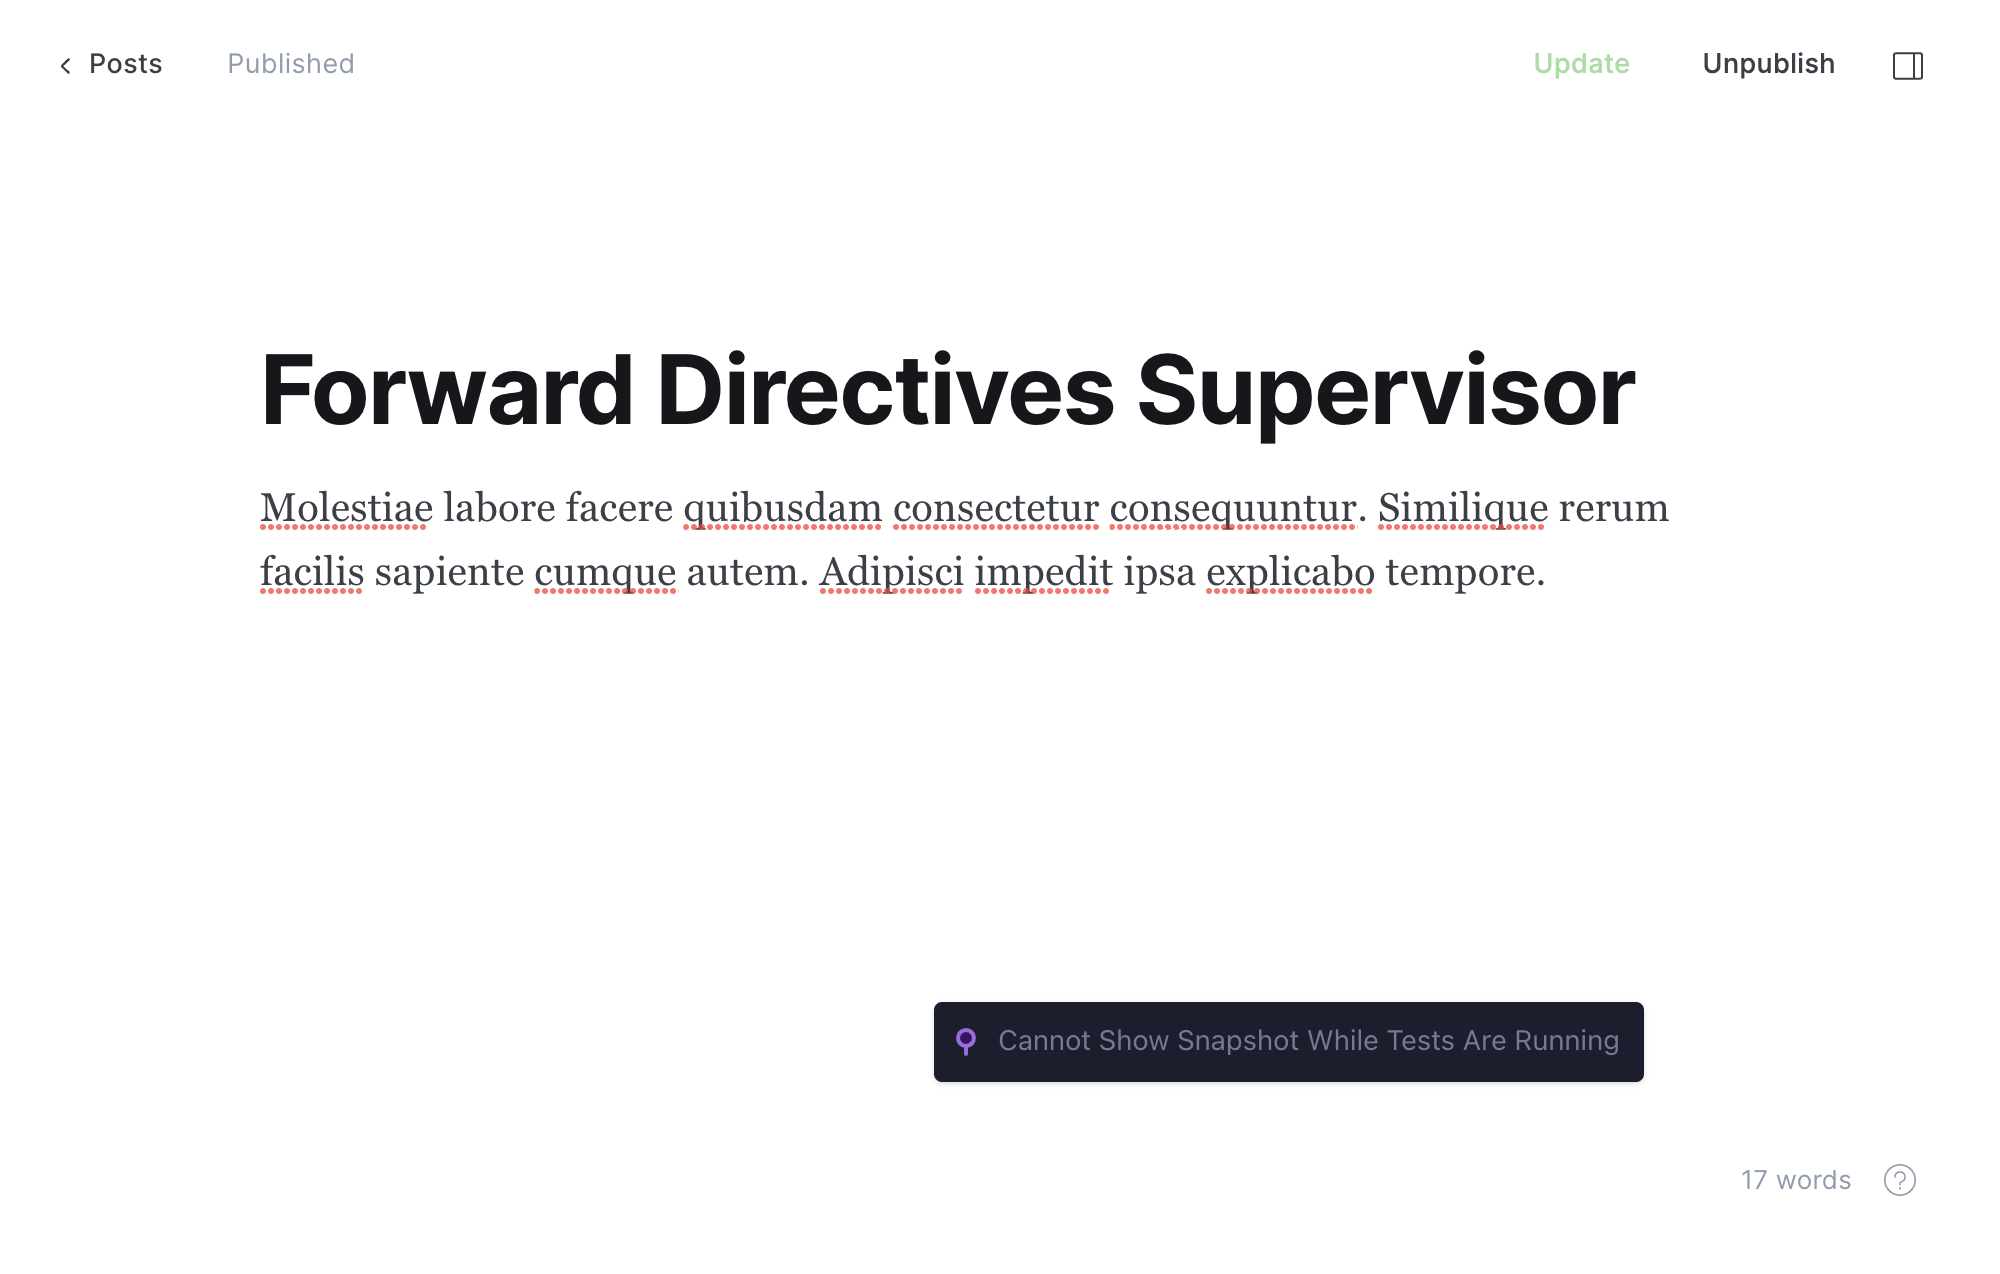 Posts Published Update Unpublish
Forward Directives Supervisor
Molestiae labore facere quibusdam consectetur consequuntur. Similique rerum
facilis sapiente cumque autem. Adipisci impedit ipsa explicabo tempore.
Cannot Show Snapshot While Tests Are Running
17 words ?